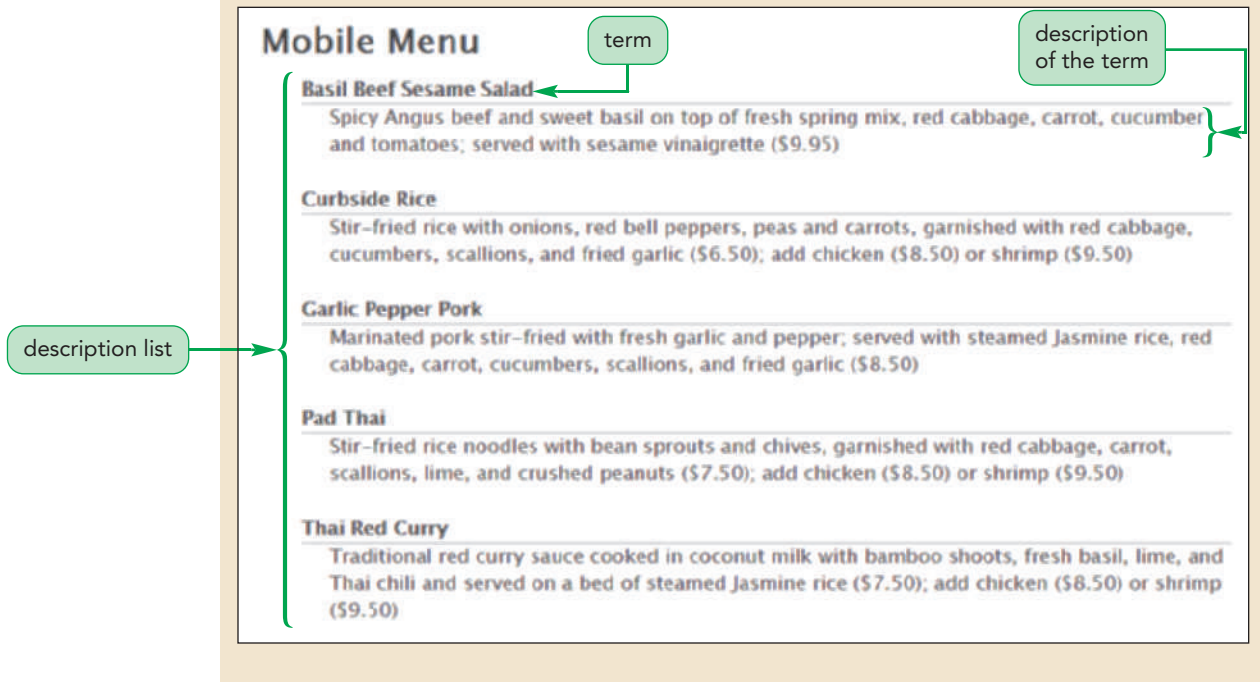 Mobile Menu
term
description
of the term
Basil Beef Sesame Salad
Spicy Angus beef and sweet basil on top of fresh spring mix, red cabbage, carrot, cucumber
and tomatoes; served with sesame vinaigrette ($9.95)
Curbside Rice
Stir-fried rice with onions, red bell peppers, peas and carrots, garnished with red cabbage,
cucumbers, scallions, and fried garlic ($6.50); add chicken ($8.50) or shrimp ($9.50)
Garlic Pepper Pork
Marinated pork stir-fried with fresh garlic and pepper; served with steamed Jasmine rice, red
cabbage, carrot, cucumbers, scallions, and fried garlic ($8.50)
description list
Pad Thai
Stir-fried rice noodles with bean sprouts and chives, garnished with red cabbage, carrot,
scallions, lime, and crushed peanuts ($7.50); add chicken ($8.50) or shrimp ($9.50)
Thai Red Curry
Traditional red curry sauce cooked in coconut milk with bamboo shoots, fresh basil, lime, and
Thai chili and served on a bed of steamed Jasmine rice ($7.50); add chicken ($8.50) or shrimp
($9.50)